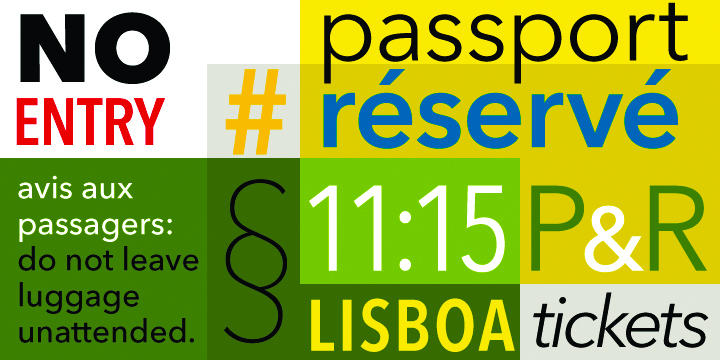 NO
ENTRY
passport
#
réservé
avis aux
passagers:
do not leave
luggage
unattended.
§
11:15
P&R
LISBOA
tickets